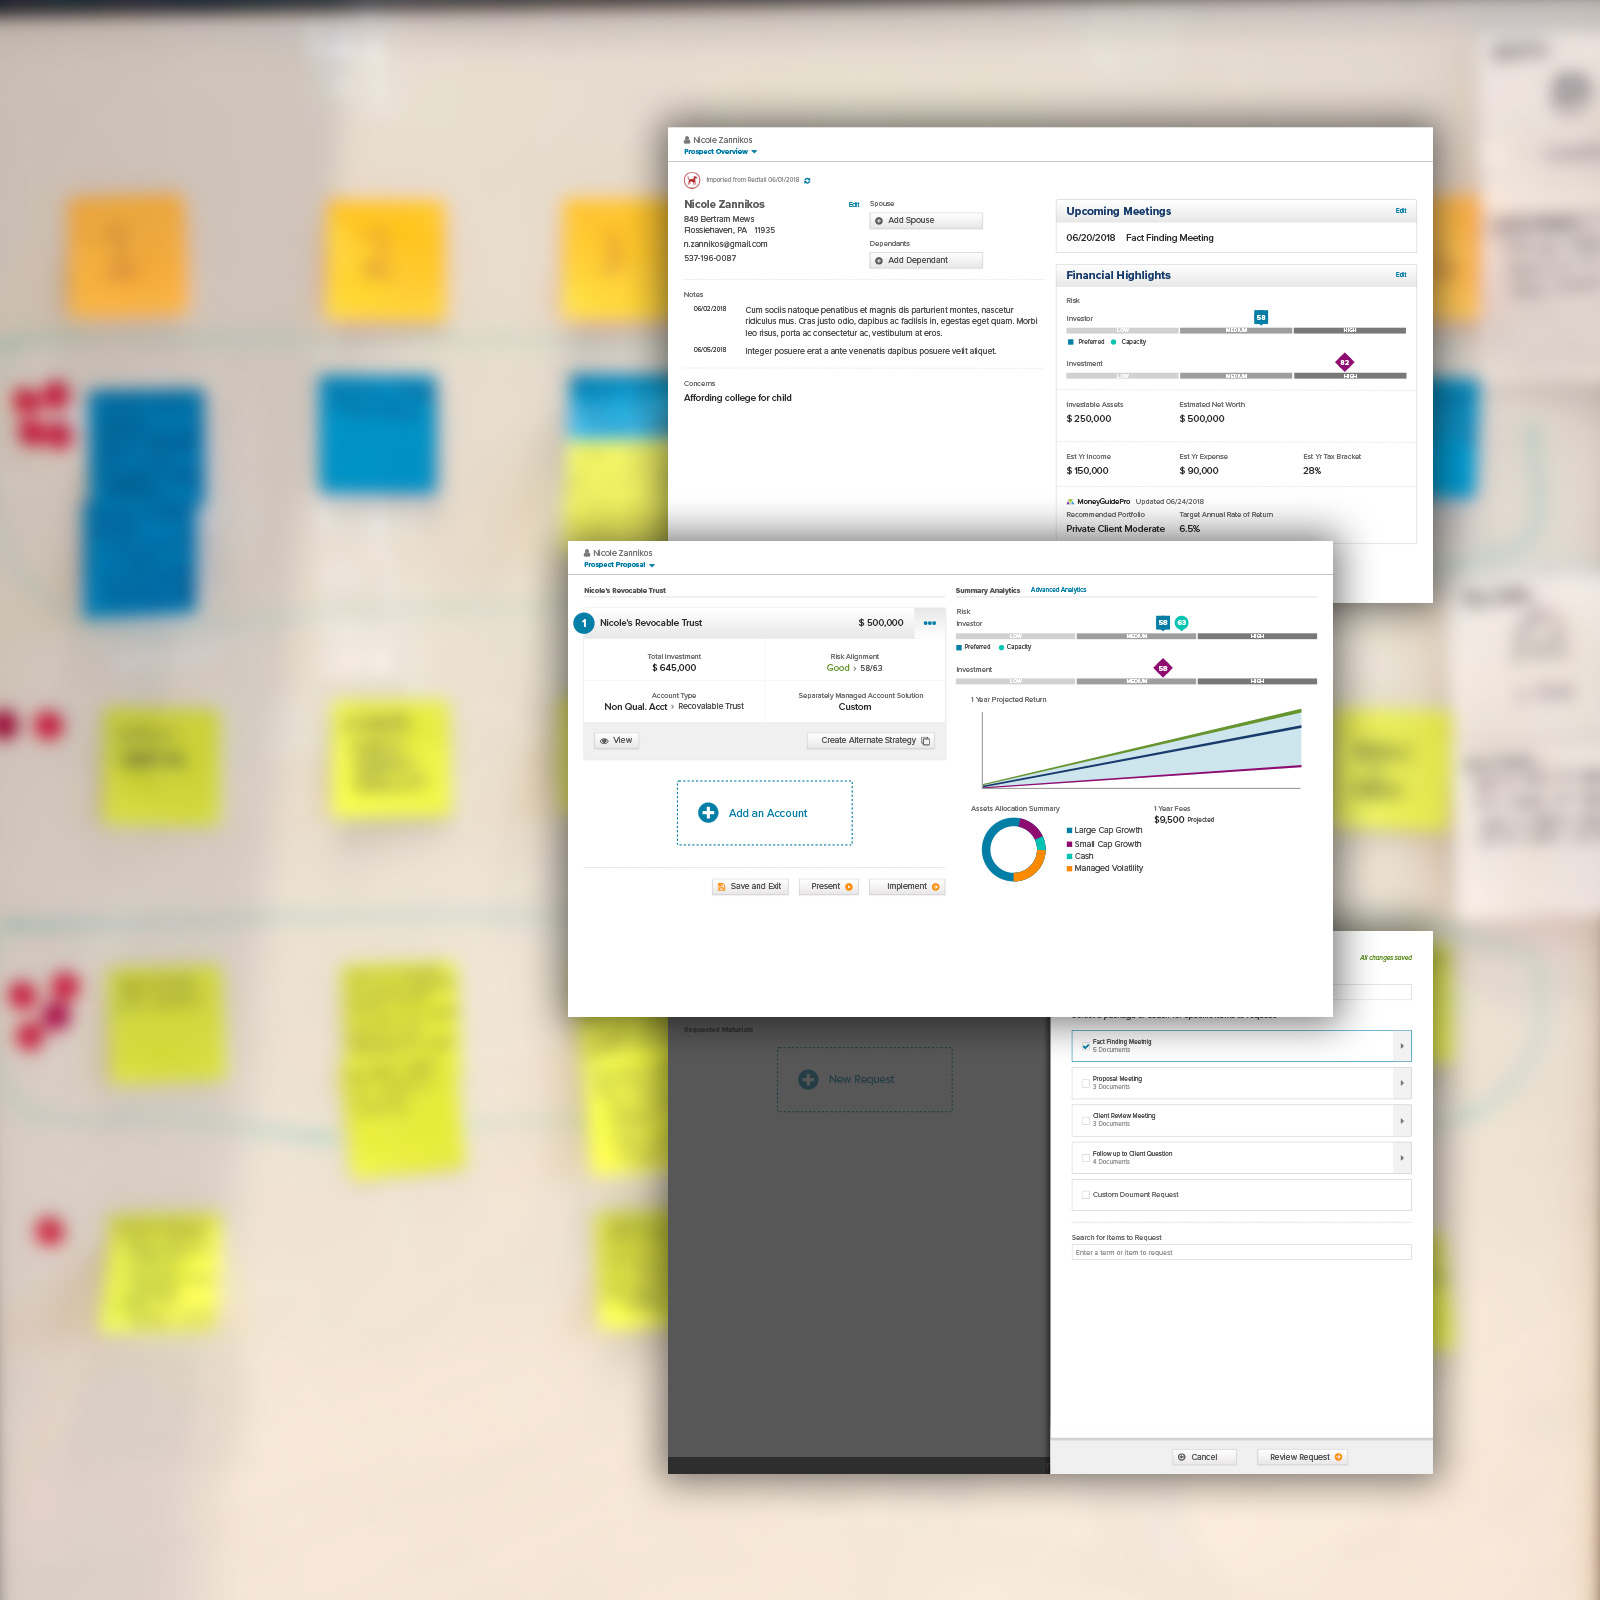 Nicole Zannikos
Prospect Overview
Imported from Redtail 06/01/2018
Nicole Zannikos
Edit
849 Bertram Mews
Flossiehaven, PA 11935
n.zannikos@gmail.com
537-196-0087
Spouse
Add Spouse
Dependants
Add Dependant
Notes
06/02/2018
Cum sociis natoque penatibus et magnis dis parturient montes, nascetur
ridiculus mus. Cras justo odio, dapibus ac facilisis in, egestas eget quam. Morbi
leo risus, porta ac consectetur ac, vestibulum at eros.
06/05/2018
Integer posuere erat a ante venenatis dapibus posuere velit aliquet.
Concerns
Affording college for child
Upcoming Meetings
Edit
06/20/2018 Fact Finding Meeting
Financial Highlights
Edit
Risk
Investor
58
LOW MEDIUM HIGH
Preferred Capacity
Investment
82
LOW MEDIUM HIGH
Investable Assets
$ 250,000
Estimated Net Worth
$ 500,000
Est Yr Income
$ 150,000
Est Yr Expense
$ 90,000
Est Yr Tax Bracket
28%
MoneyGuidePro Updated 06/24/2018
Recommended Portfolio
Private Client Moderate
Target Annual Rate of Return
6.5%
Nicole Zannikos
Prospect Proposal
Nicole's Revocable Trust
1
Nicole's Revocable Trust
$ 500,000
Total Investment
$ 645,000
Risk Alignment
Good › 58/63
Account Type
Non Qual. Acct › Recovalable Trust
Separately Managed Account Solution
Custom
View
Create Alternate Strategy
Add an Account
Save and Exit
Present
Implement
Summary Analytics
Advanced Analytics
Risk
Investor
58
63
LOW MEDIUM HIGH
Preferred Capacity
Investment
58
LOW MEDIUM HIGH
1 Year Projected Return
Assets Allocation Summary
Large Cap Growth
Small Cap Growth
Cash
Managed Volatility
1 Year Fees
$9,500 Projected
Requested Materials
New Request
All changes saved
Fact Finding Meetnig
5 Documents
Proposal Meeting
3 Documents
Client Review Meeting
3 Documents
Follow up to Client Question
4 Documents
Custom Doument Request
Search for Items to Request
Enter a term or item to request
Cancel
Review Request